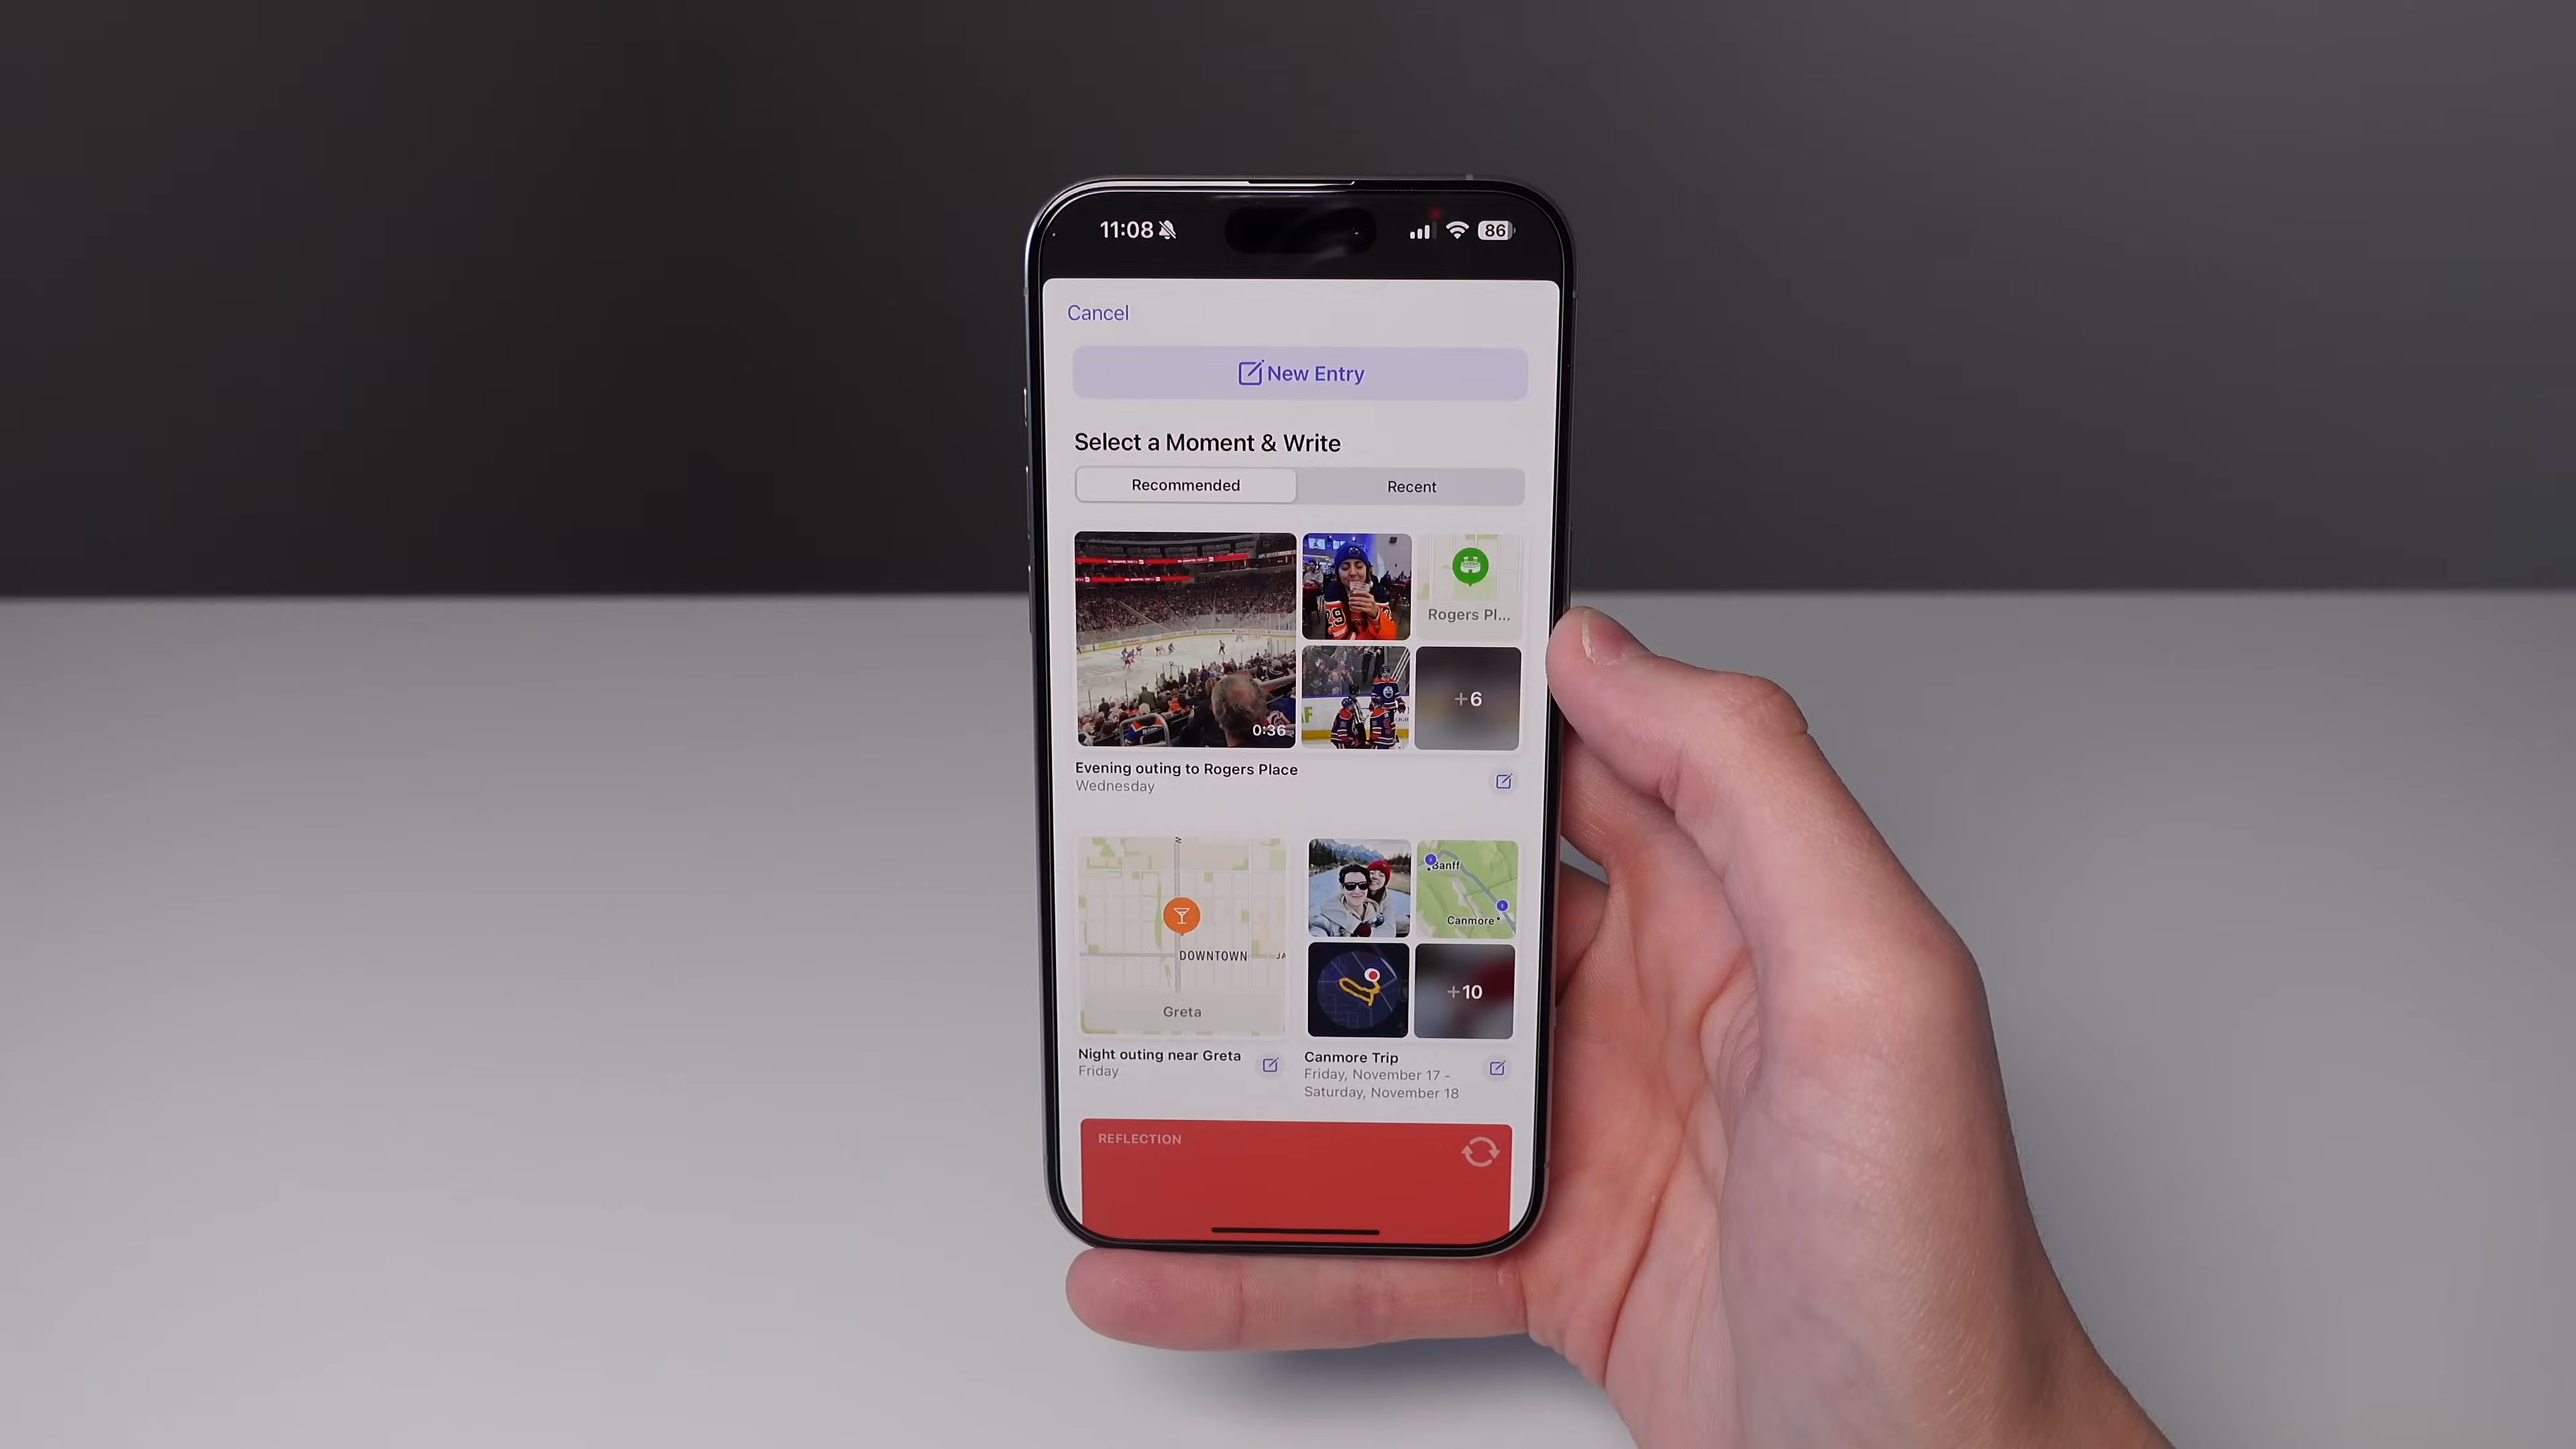 11:08
86
Cancel
New Entry
Select a Moment & Write
Recommended
Recent
29
Rogers Pl...
+6
0:36
Evening outing to Rogers Place
Wednesday
Banff
Canmore
DOWNTOWN
JA
Greta
+10
Night outing near Greta
Friday
Canmore Trip
Friday, November 17 -
Saturday, November 18
REFLECTION